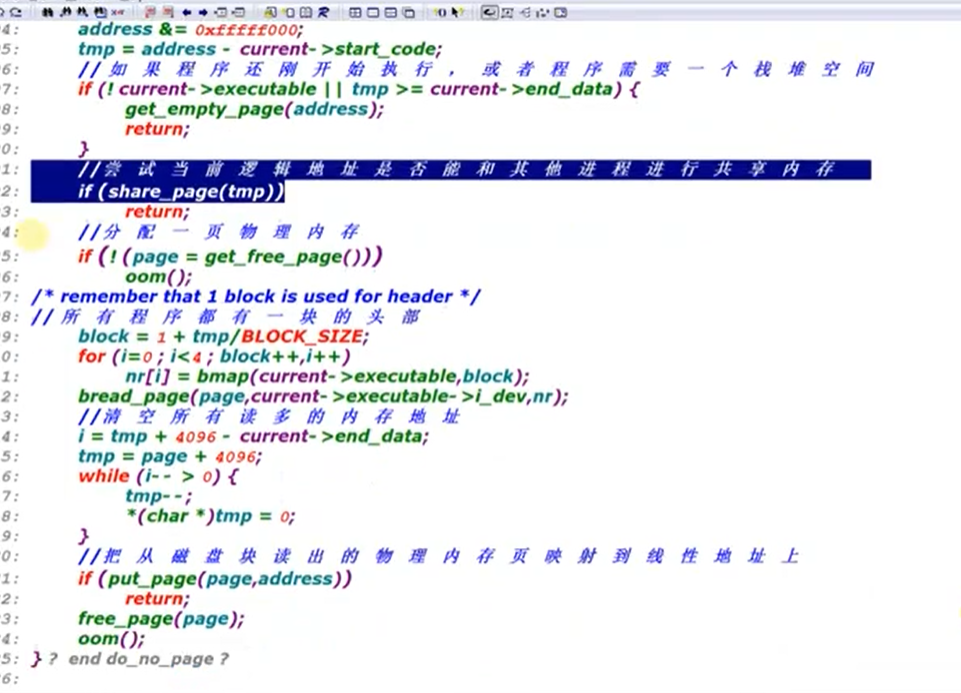 4: address &= 0xfffff000;
5: tmp = address - current->start_code;
6: //如果程序还刚开始执行，或者程序需要一个栈堆空间
7: if (!current->executable || tmp >= current->end_data) {
8: get_empty_page(address);
9: return;
0: }
1: //尝试当前逻辑地址是否能和其他进程进行共享内存
2: if (share_page(tmp))
3: return;
4: //分配一页物理内存
5: if (!(page = get_free_page()))
6: oom();
7: /* remember that 1 block is used for header */
8: //所有程序都有一块的头部
9: block = 1 + tmp/BLOCK_SIZE;
0: for (i=0 ; i<4 ; block++,i++)
1: nr[i] = bmap(current->executable,block);
2: bread_page(page,current->executable->i_dev,nr);
3: //清空所有读多的内存地址
4: i = tmp + 4096 - current->end_data;
5: tmp = page + 4096;
6: while (i-- > 0) {
7: tmp--;
8: *(char *)tmp = 0;
9: }
0: //把从磁盘块读出的物理内存页映射到线性地址上
1: if (put_page(page,address))
2: return;
3: free_page(page);
4: oom();
5: } ? end do_no_page ?
6: